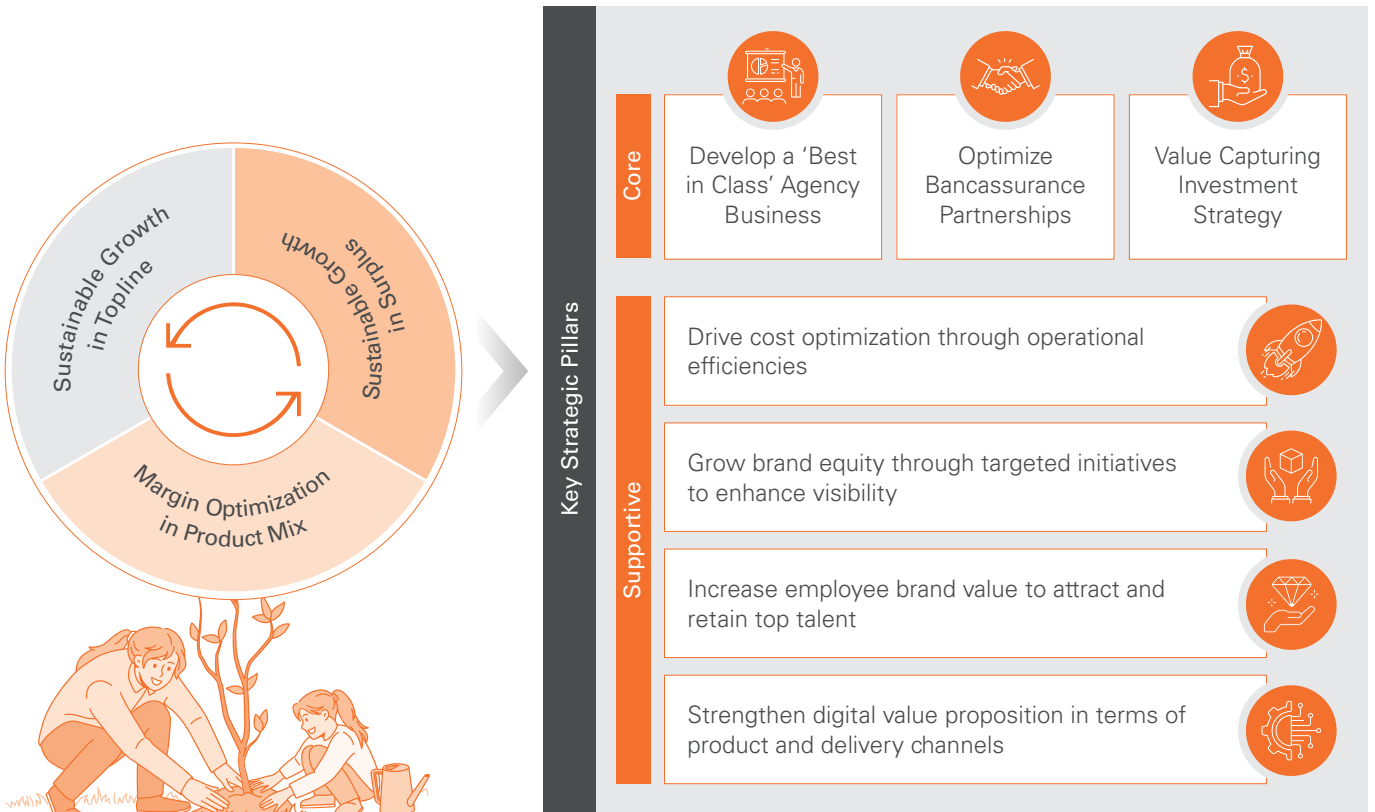 Sustainable Growth
in Topline
Sustainable Growth
in Surplus
Margin Optimization
in Product Mix
Key Strategic Pillars
Core
Develop a ‘Best
in Class’ Agency
Business
Optimize
Bancassurance
Partnerships
$
Value Capturing
Investment
Strategy
Supportive
Drive cost optimization through operational
efficiencies
Grow brand equity through targeted initiatives
to enhance visibility
Increase employee brand value to attract and
retain top talent
Strengthen digital value proposition in terms of
product and delivery channels